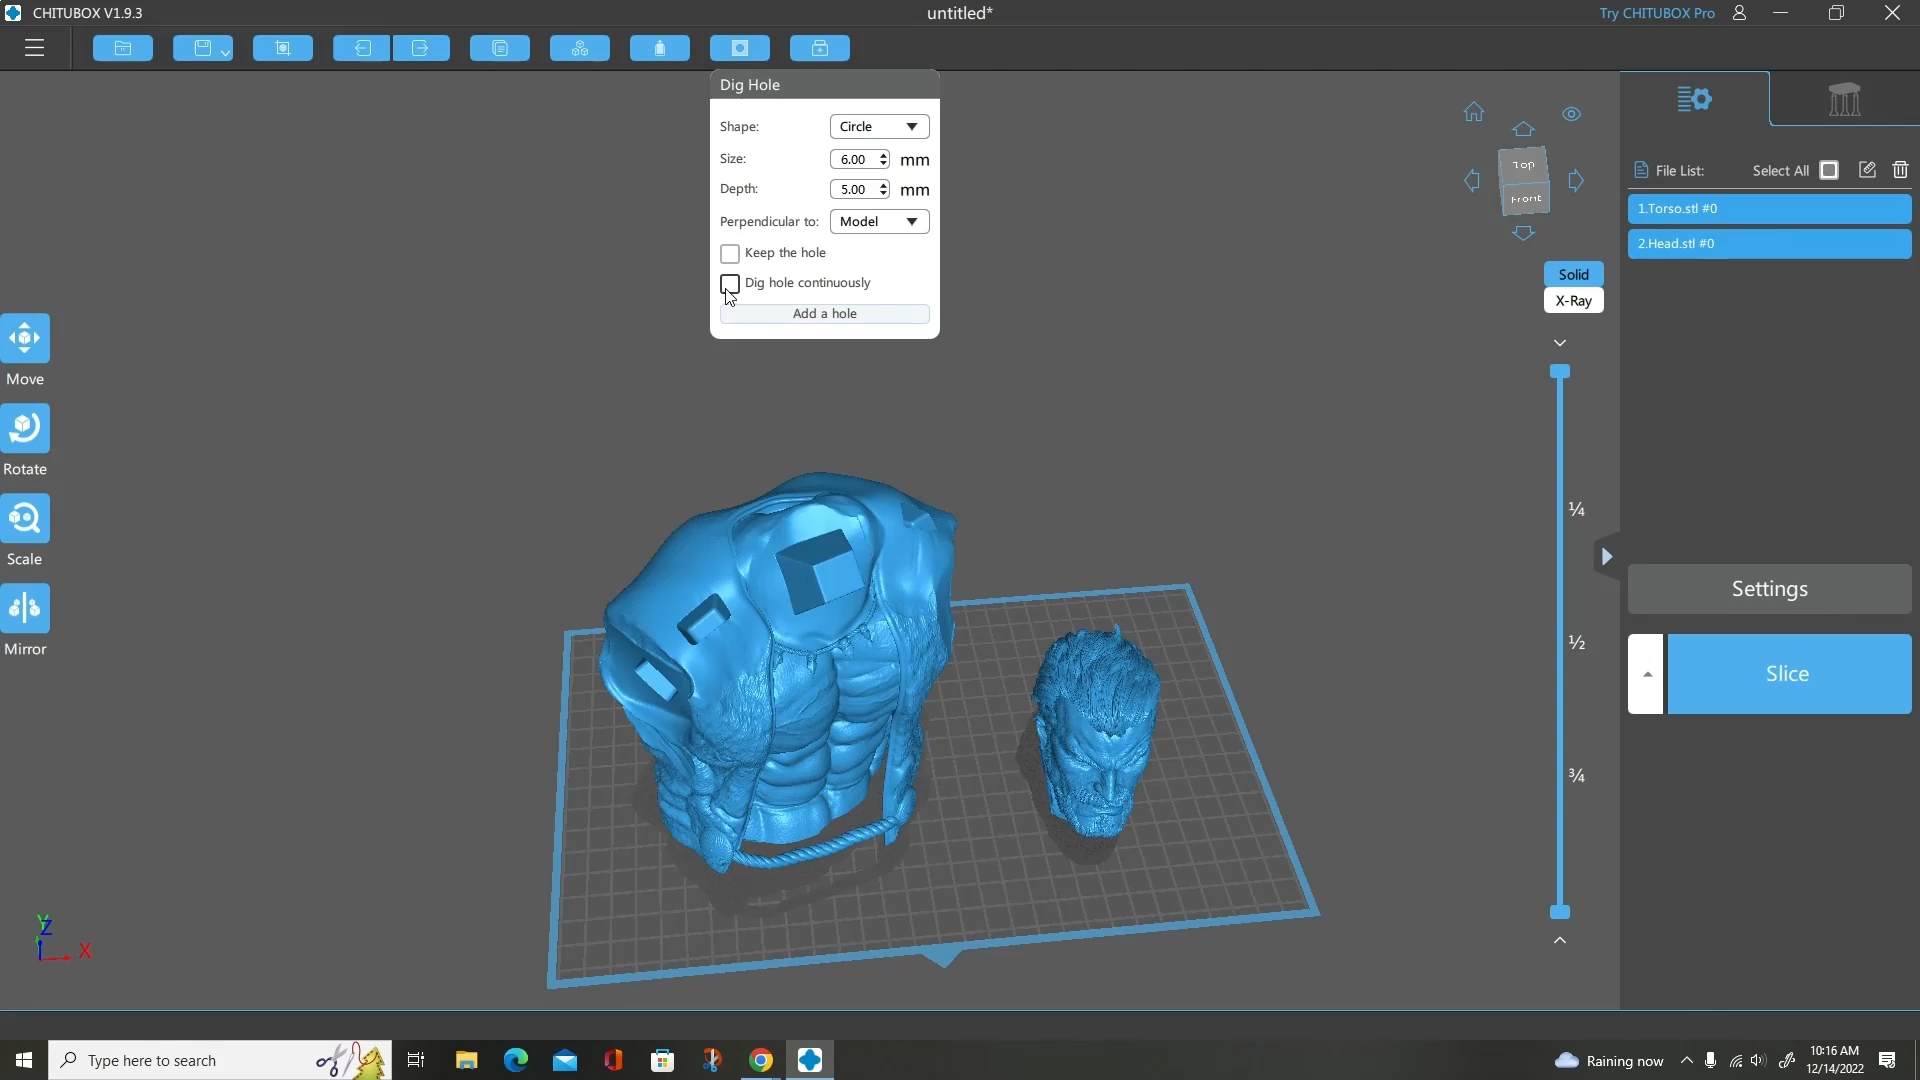 CHITUBOX V1.9.3
untitled*
Try CHITUBOX Pro
Dig Hole
Shape:
Circle
Size:
6.00
mm
Depth:
5.00
mm
Perpendicular to:
Model
Keep the hole
Dig hole continuously
Add a hole
Top
Front
File List:
Select All
1.Torso.stl #0
2.Head.stl #0
Solid
X-Ray
Move
Rotate
Scale
Mirror
¼
½
¾
Settings
Slice
Y
Z
X
Type here to search
Raining now
10:16 AM
12/14/2022